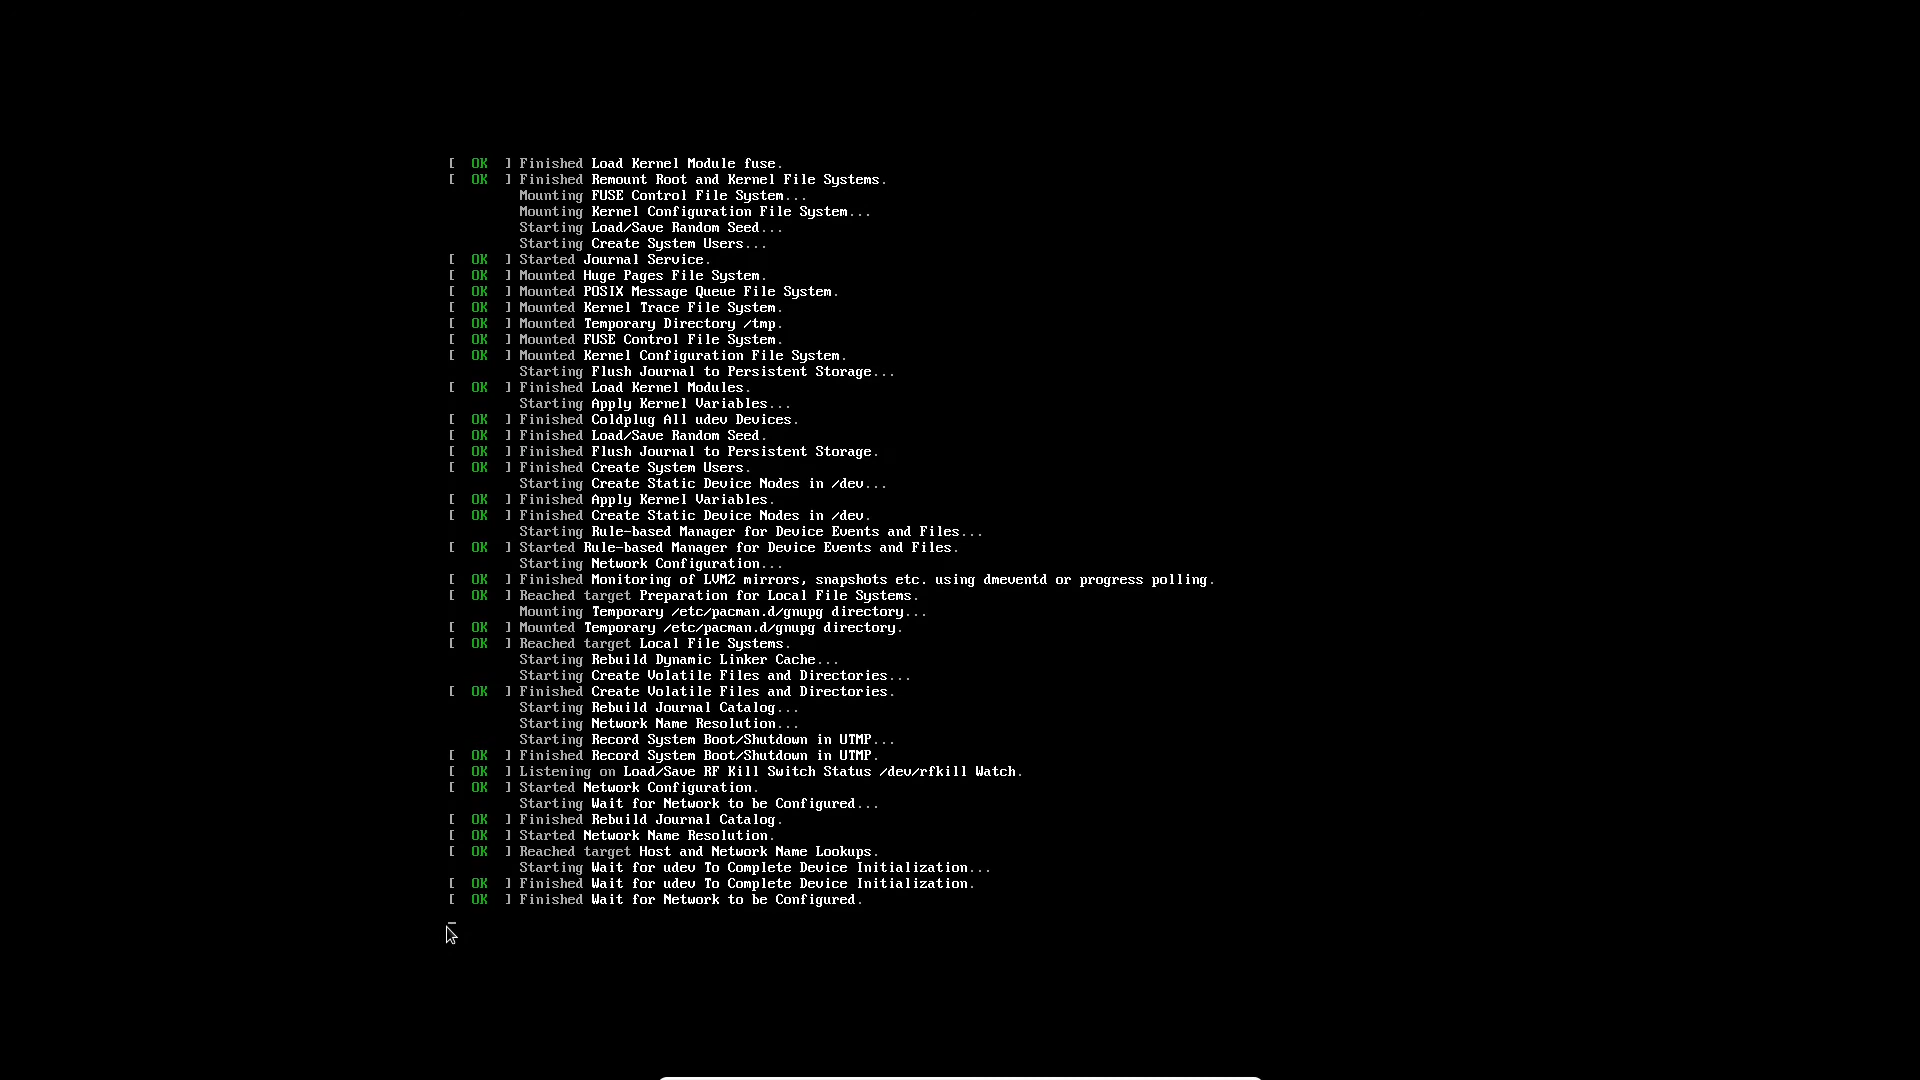 [  OK  ] Finished Load Kernel Module fuse.
[  OK  ] Finished Remount Root and Kernel File Systems.
         Mounting FUSE Control File System...
         Mounting Kernel Configuration File System...
         Starting Load/Save Random Seed...
         Starting Create System Users...
[  OK  ] Started Journal Service.
[  OK  ] Mounted Huge Pages File System.
[  OK  ] Mounted POSIX Message Queue File System.
[  OK  ] Mounted Kernel Trace File System.
[  OK  ] Mounted Temporary Directory /tmp.
[  OK  ] Mounted FUSE Control File System.
[  OK  ] Mounted Kernel Configuration File System.
         Starting Flush Journal to Persistent Storage...
[  OK  ] Finished Load Kernel Modules.
         Starting Apply Kernel Variables...
[  OK  ] Finished Coldplug All udev Devices.
[  OK  ] Finished Load/Save Random Seed.
[  OK  ] Finished Flush Journal to Persistent Storage.
[  OK  ] Finished Create System Users.
         Starting Create Static Device Nodes in /dev...
[  OK  ] Finished Apply Kernel Variables.
[  OK  ] Finished Create Static Device Nodes in /dev.
         Starting Rule-based Manager for Device Events and Files...
[  OK  ] Started Rule-based Manager for Device Events and Files.
         Starting Network Configuration...
[  OK  ] Finished Monitoring of LVM2 mirrors, snapshots etc. using dmeventd or progress polling.
[  OK  ] Reached target Preparation for Local File Systems.
         Mounting Temporary /etc/pacman.d/gnupg directory...
[  OK  ] Mounted Temporary /etc/pacman.d/gnupg directory.
[  OK  ] Reached target Local File Systems.
         Starting Rebuild Dynamic Linker Cache...
         Starting Create Volatile Files and Directories...
[  OK  ] Finished Create Volatile Files and Directories.
         Starting Rebuild Journal Catalog...
         Starting Network Name Resolution...
         Starting Record System Boot/Shutdown in UTMP...
[  OK  ] Finished Record System Boot/Shutdown in UTMP.
[  OK  ] Listening on Load/Save RF Kill Switch Status /dev/rfkill Watch.
[  OK  ] Started Network Configuration.
         Starting Wait for Network to be Configured...
[  OK  ] Finished Rebuild Journal Catalog.
[  OK  ] Started Network Name Resolution.
[  OK  ] Reached target Host and Network Name Lookups.
         Starting Wait for udev To Complete Device Initialization...
[  OK  ] Finished Wait for udev To Complete Device Initialization.
[  OK  ] Finished Wait for Network to be Configured.